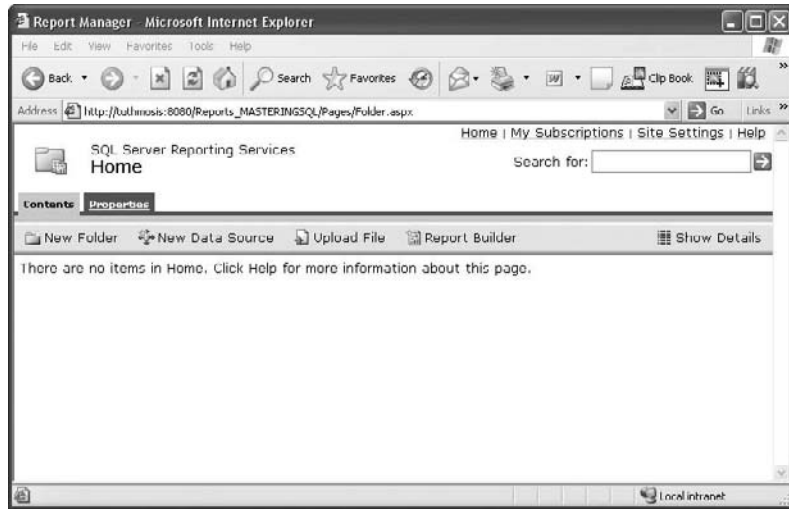 Report Manager - Microsoft Internet Explorer
File Edit View Favorites Tools Help
Back Search Favorites Clip Book
Address http://tuthmosis:8080/Reports_MASTERINGSQL/Pages/Folder.aspx Go Links
Home | My Subscriptions | Site Settings | Help
SQL Server Reporting Services
Home
Search for:
Contents Properties
New Folder New Data Source Upload File Report Builder Show Details
There are no items in Home. Click Help for more information about this page.
Local intranet